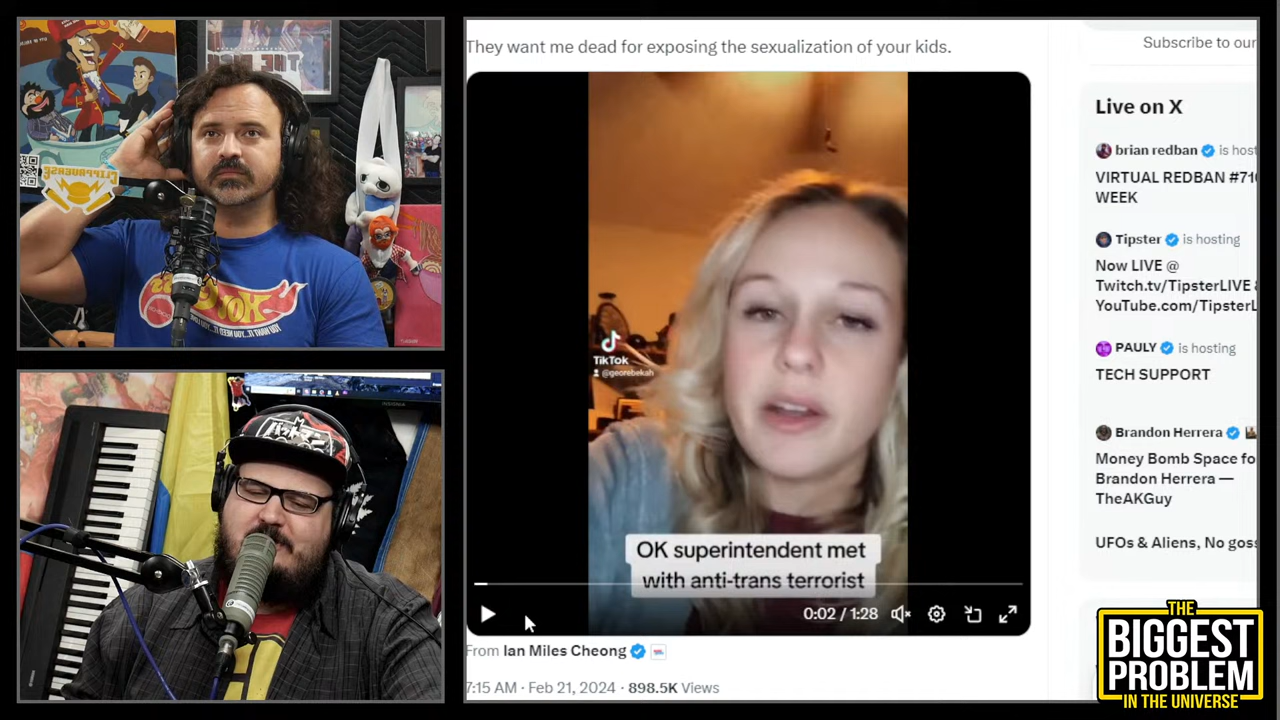 They want me dead for exposing the sexualization of your kids.
TikTok
@georebekah
OK superintendent met
with anti-trans terrorist
0:02 / 1:28
From Ian Miles Cheong
7:15 AM · Feb 21, 2024 · 898.5K Views
Subscribe to our
Live on X
brian redban is host
VIRTUAL REDBAN #71
WEEK
Tipster is hosting
Now LIVE @
Twitch.tv/TipsterLIVE
YouTube.com/TipsterL
PAULY is hosting
TECH SUPPORT
Brandon Herrera
Money Bomb Space fo
Brandon Herrera —
TheAKGuy
UFOs & Aliens, No goss
THE
BIGGEST
PROBLEM
IN THE UNIVERSE